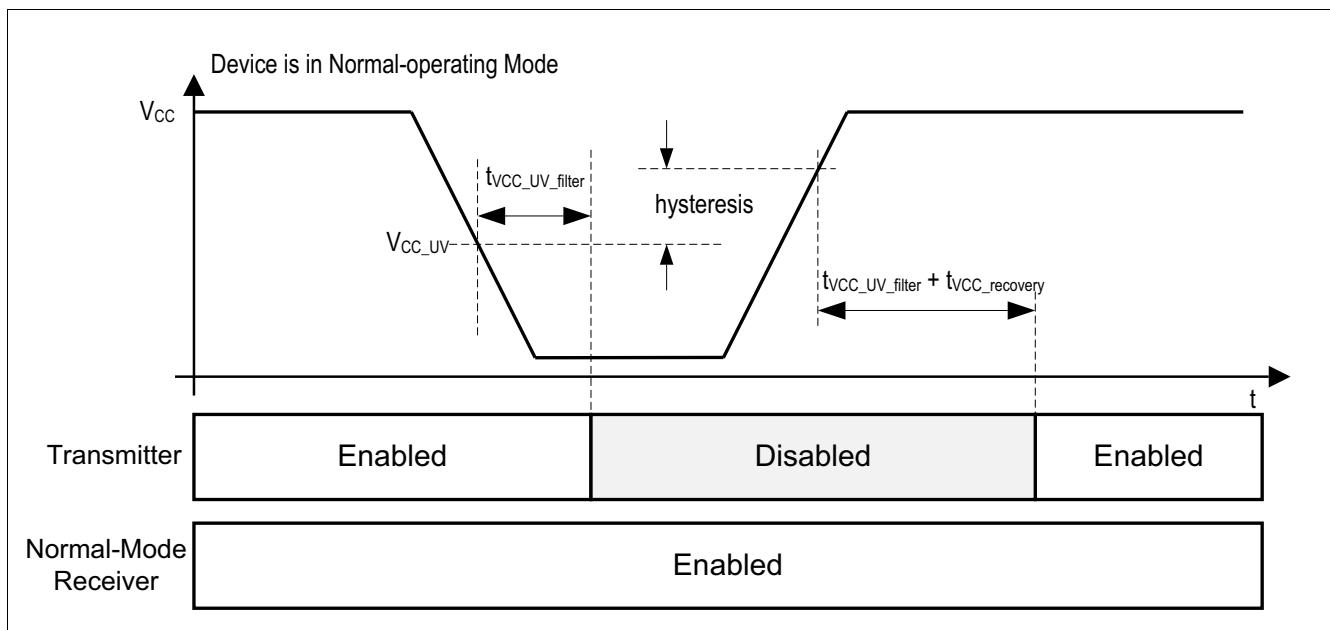 Device is in Normal-operating Mode
VCC
tVCC_UV_filter
hysteresis
VCC_UV
tVCC_UV_filter + tVCC_recovery
t
Transmitter
Enabled
Disabled
Enabled
Normal-Mode
Receiver
Enabled